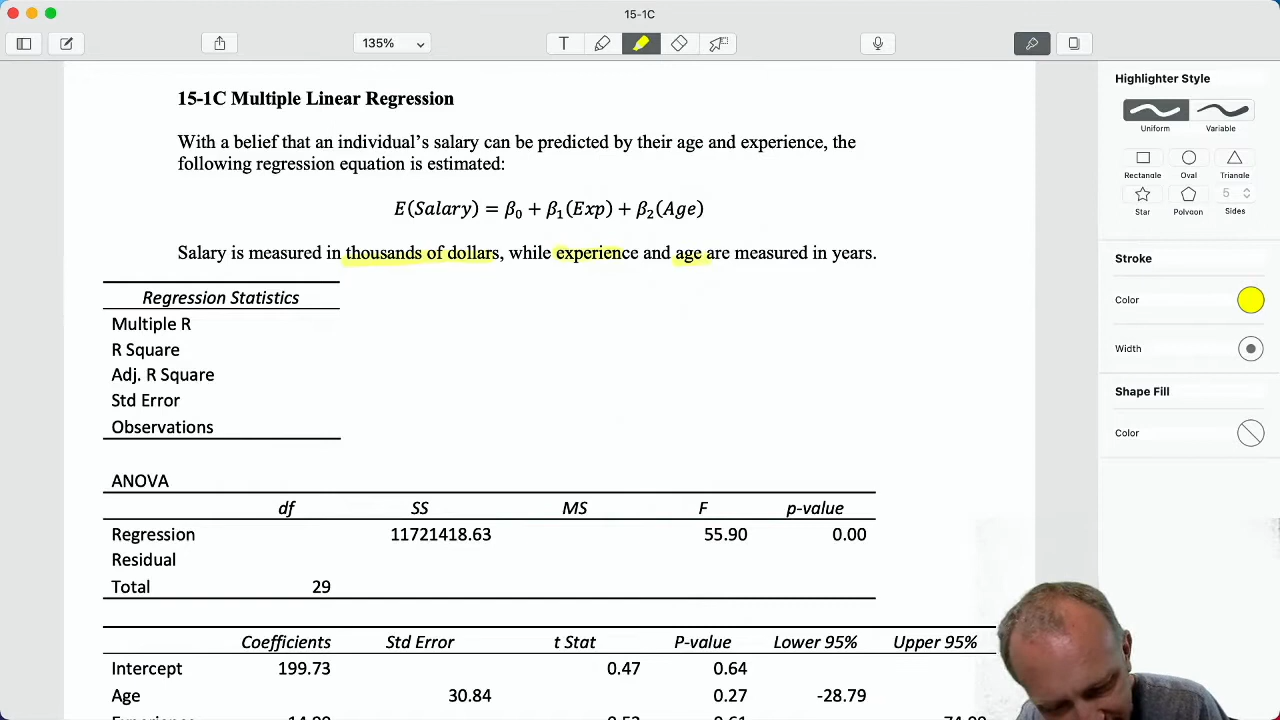 15-1C
135%
T
15-1C Multiple Linear Regression
With a belief that an individual's salary can be predicted by their age and experience, the
following regression equation is estimated:
E(Salary) = β0 + β1(Exp) + β2(Age)
Salary is measured in thousands of dollars, while experience and age are measured in years.
Regression Statistics
Multiple R
R Square
Adj. R Square
Std Error
Observations
ANOVA
df SS MS F p-value
Regression 11721418.63 55.90 0.00
Residual
Total 29
Coefficients Std Error t Stat P-value Lower 95% Upper 95%
Intercept 199.73 0.47 0.64
Age 30.84 0.27 -28.79
Highlighter Style
Uniform Variable
Rectangle Oval Triangle
5
Star Polygon Sides
Stroke
Color
Width
Shape Fill
Color